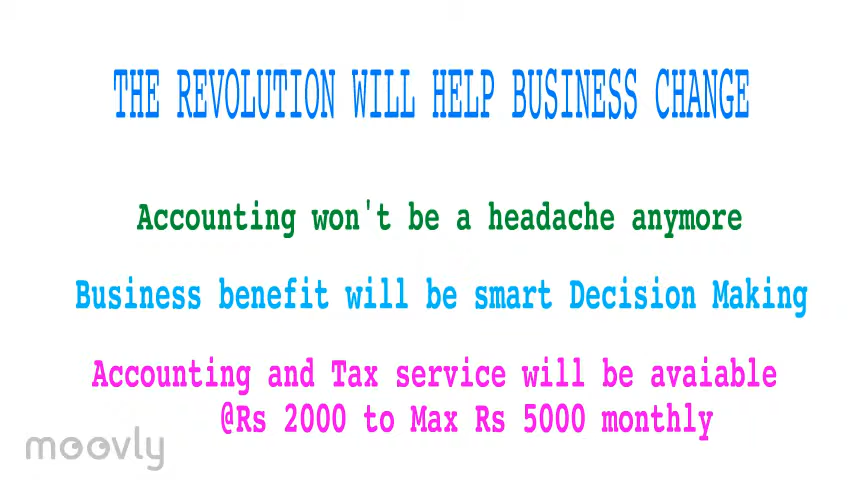 THE REVOLUTION WILL HELP BUSINESS CHANGE
Accounting won't be a headache anymore
Business benefit will be smart Decision Making
Accounting and Tax service will be avaiable
@Rs 2000 to Max Rs 5000 monthly
moovly